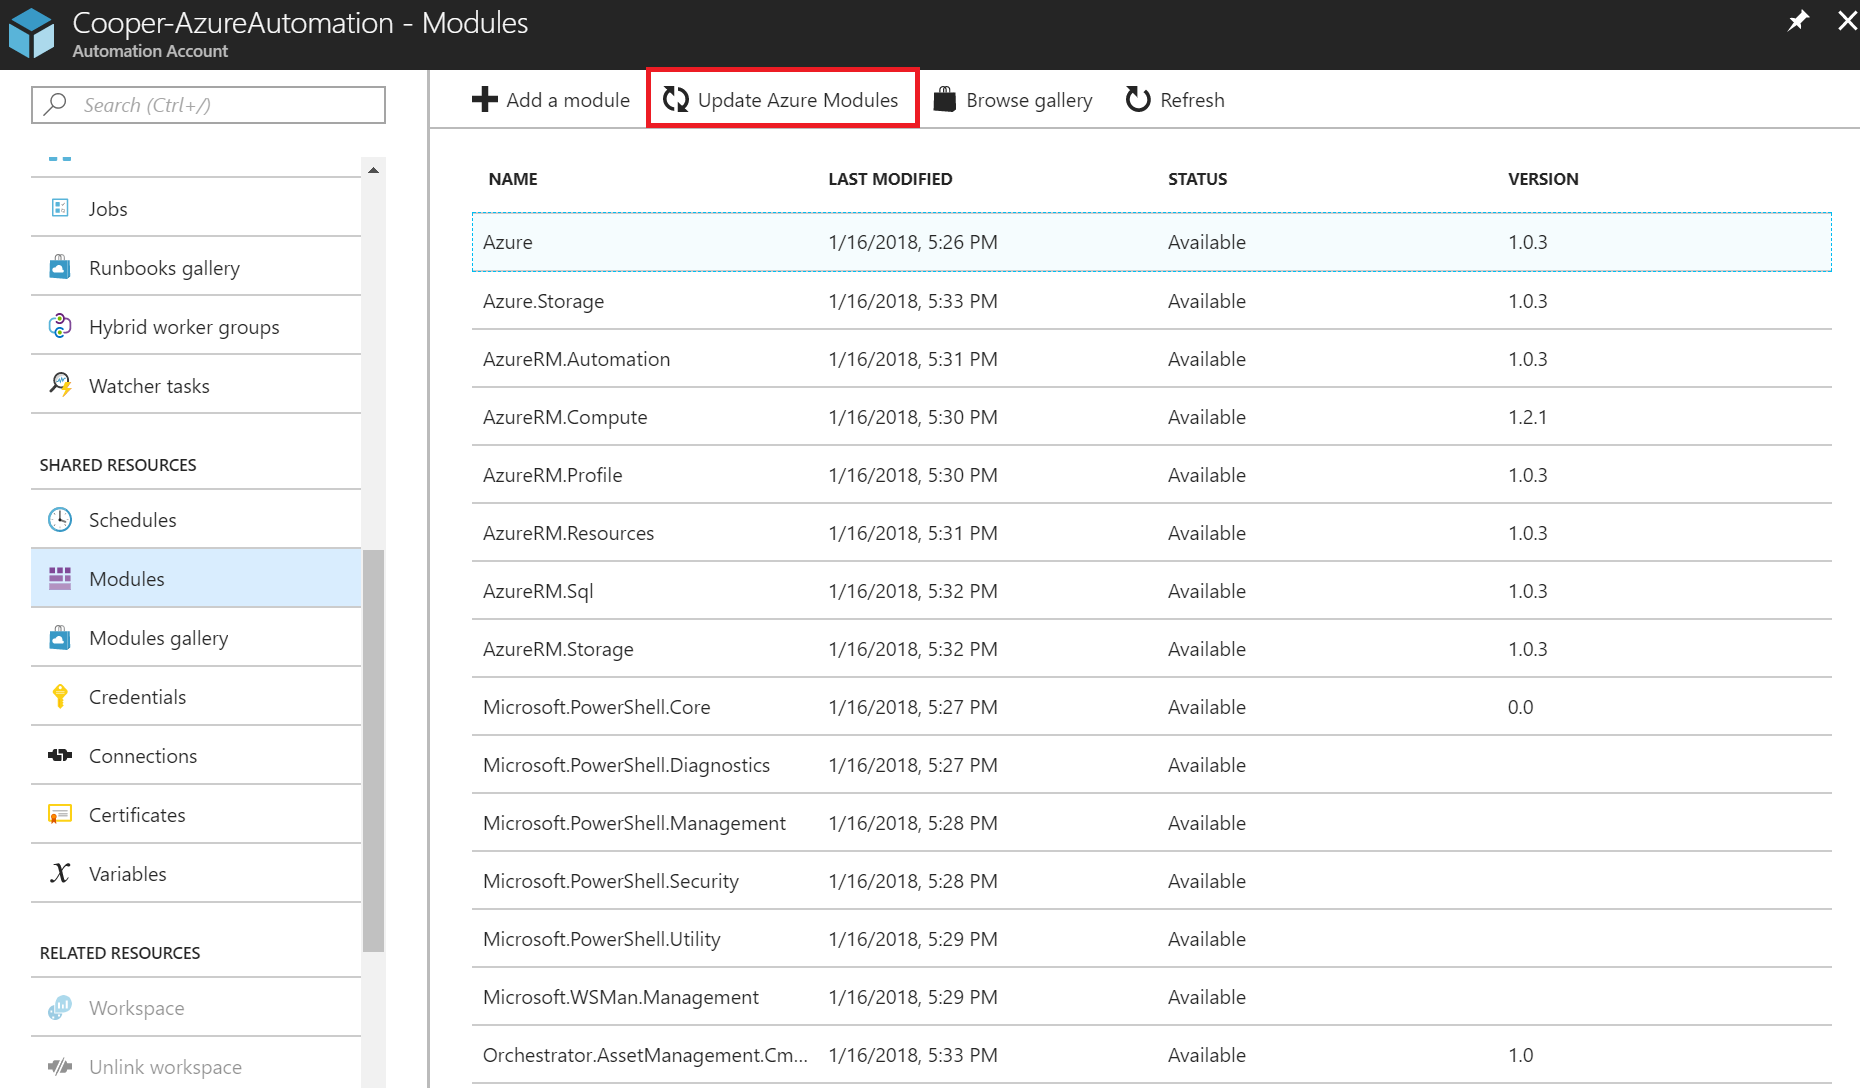 Cooper-AzureAutomation - Modules
Automation Account
Search (Ctrl+/)
Jobs
Runbooks gallery
Hybrid worker groups
Watcher tasks
SHARED RESOURCES
Schedules
Modules
Modules gallery
Credentials
Connections
Certificates
Variables
RELATED RESOURCES
Workspace
Unlink workspace
Add a module Update Azure Modules Browse gallery Refresh
NAME LAST MODIFIED STATUS VERSION
Azure 1/16/2018, 5:26 PM Available 1.0.3
Azure.Storage 1/16/2018, 5:33 PM Available 1.0.3
AzureRM.Automation 1/16/2018, 5:31 PM Available 1.0.3
AzureRM.Compute 1/16/2018, 5:30 PM Available 1.2.1
AzureRM.Profile 1/16/2018, 5:30 PM Available 1.0.3
AzureRM.Resources 1/16/2018, 5:31 PM Available 1.0.3
AzureRM.Sql 1/16/2018, 5:32 PM Available 1.0.3
AzureRM.Storage 1/16/2018, 5:32 PM Available 1.0.3
Microsoft.PowerShell.Core 1/16/2018, 5:27 PM Available 0.0
Microsoft.PowerShell.Diagnostics 1/16/2018, 5:27 PM Available
Microsoft.PowerShell.Management 1/16/2018, 5:28 PM Available
Microsoft.PowerShell.Security 1/16/2018, 5:28 PM Available
Microsoft.PowerShell.Utility 1/16/2018, 5:29 PM Available
Microsoft.WSMan.Management 1/16/2018, 5:29 PM Available
Orchestrator.AssetManagement.Cm... 1/16/2018, 5:33 PM Available 1.0